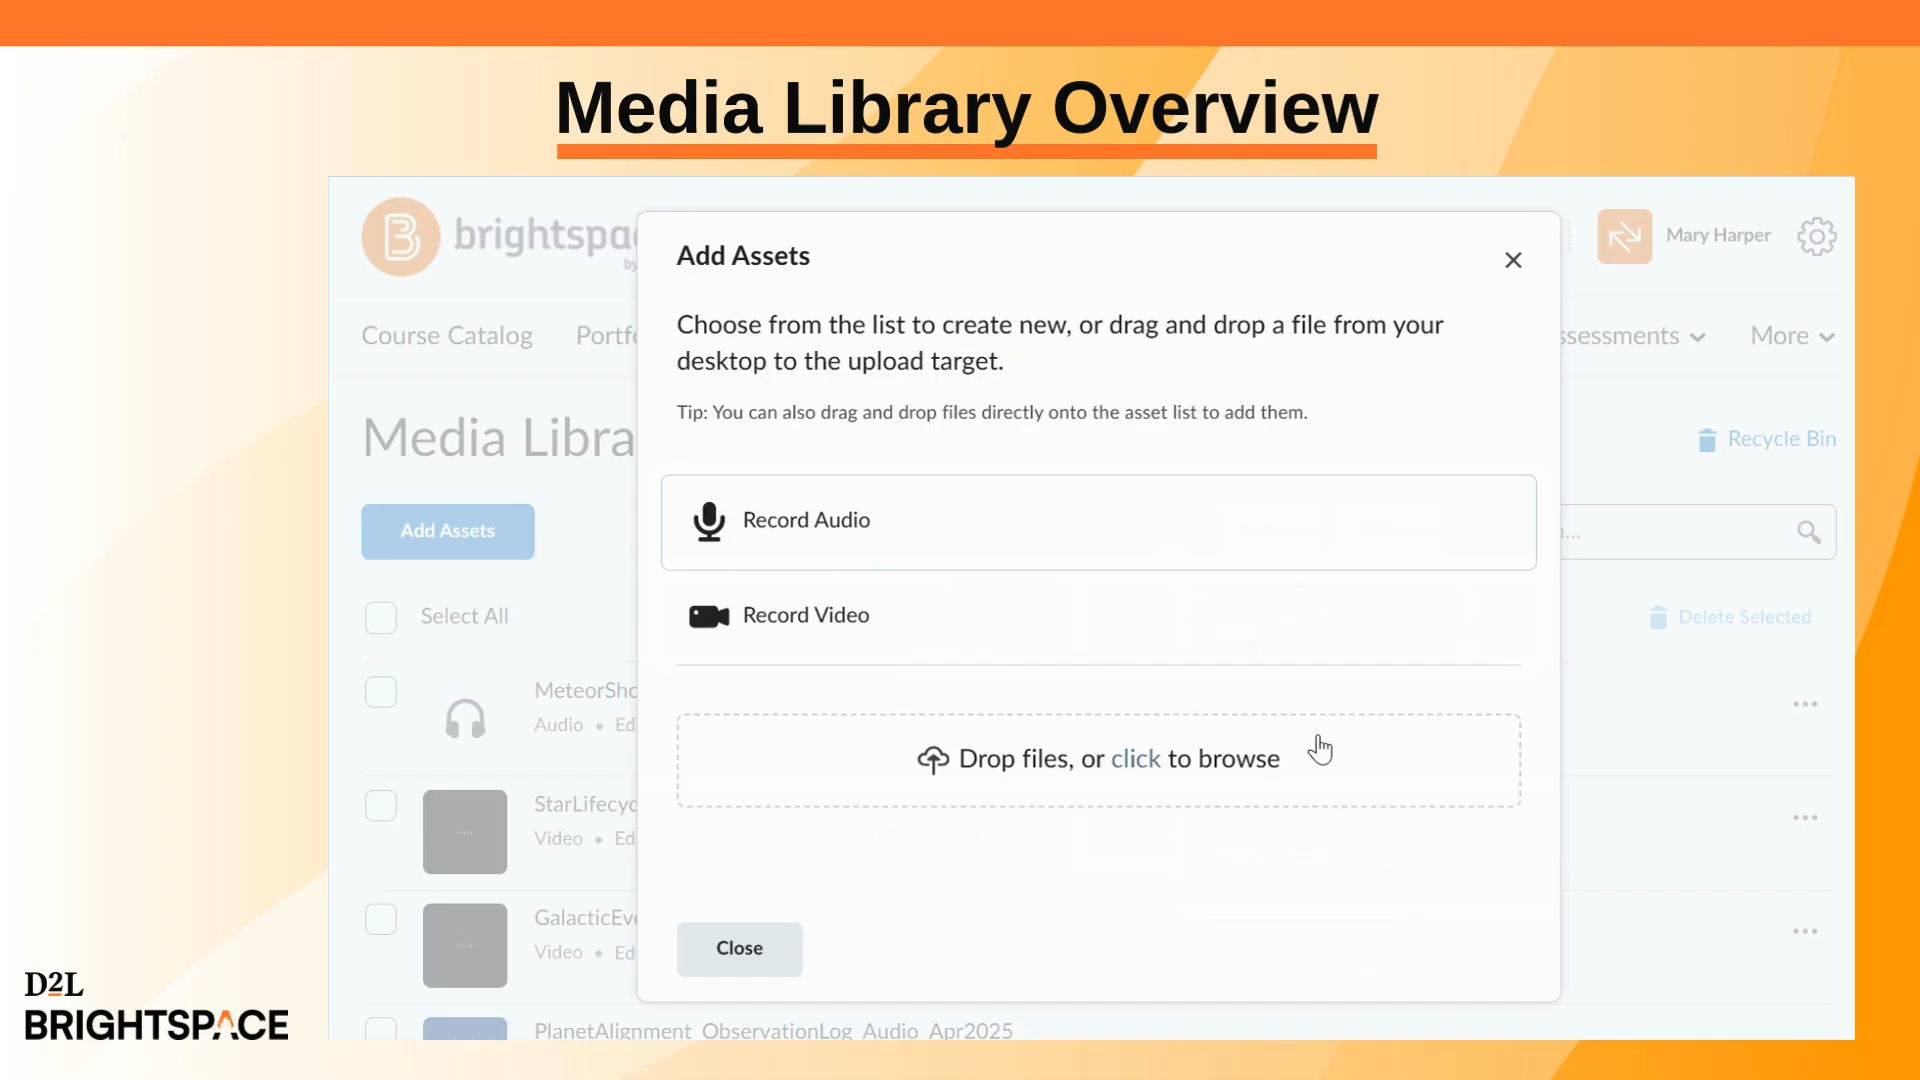 Media Library Overview
brightspa
by
Mary Harper
Course Catalog
Portfo
ssessments
More
Media Libra
Recycle Bin
Add Assets
Select All
Delete Selected
MeteorSho
Audio • Ed
StarLifecyc
Video • Ed
GalacticEve
Video • Ed
PlanetAlignment_ObservationLog_Audio_Apr2025
Add Assets
Choose from the list to create new, or drag and drop a file from your
desktop to the upload target.
Tip: You can also drag and drop files directly onto the asset list to add them.
Record Audio
Record Video
Drop files, or click to browse
Close
D2L
BRIGHTSPACE